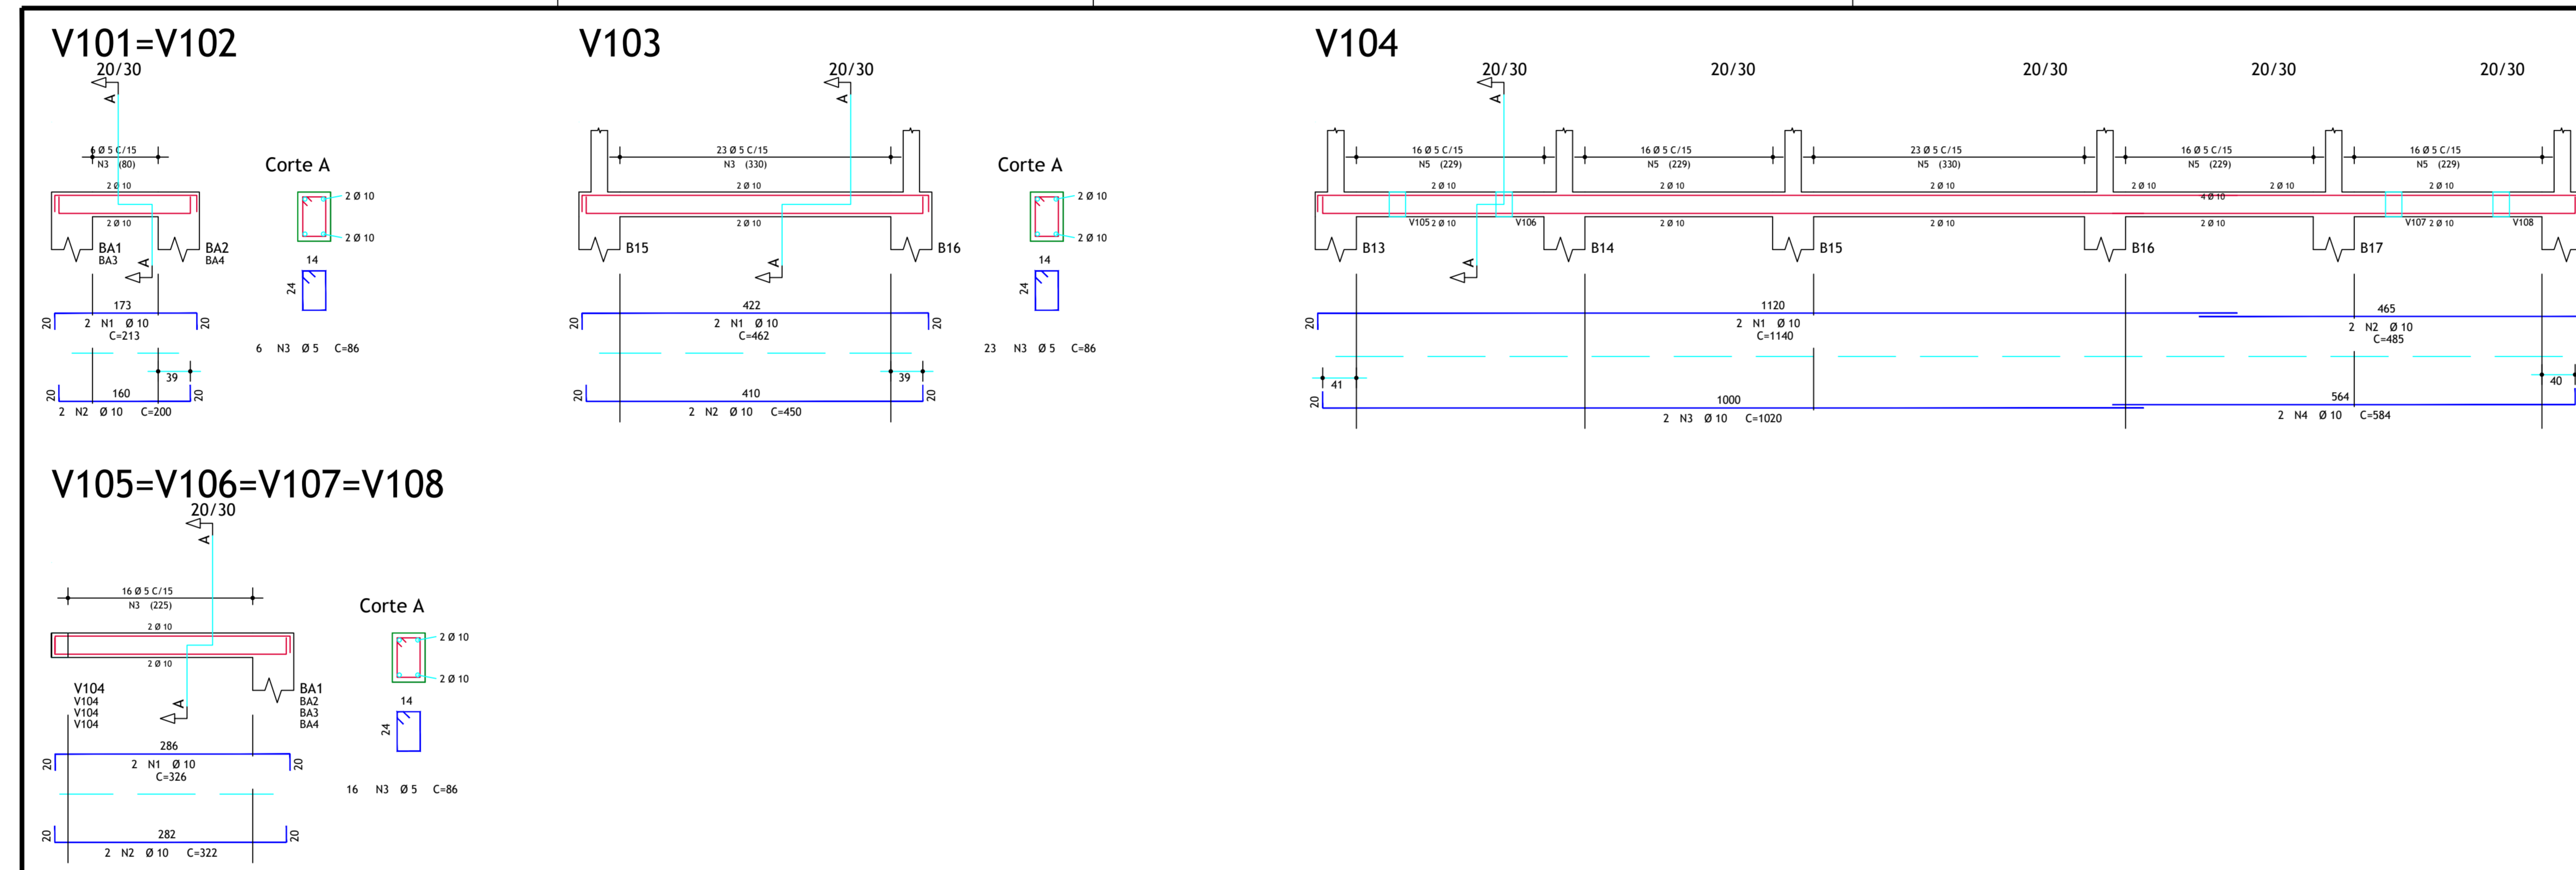 V101=V102
20/30
A
6 Ø 5 C/15
N3 (80)
2 Ø 10
2 Ø 10
BA1
BA3
BA2
BA4
A
173
20
20
2 N1 Ø 10
C=213
39
160
20
20
2 N2 Ø 10 C=200
Corte A
2 Ø 10
2 Ø 10
14
24
6 N3 Ø 5 C=86
V103
20/30
A
23 Ø 5 C/15
N3 (330)
2 Ø 10
2 Ø 10
B15
B16
A
422
20
20
2 N1 Ø 10
C=462
39
410
20
20
2 N2 Ø 10 C=450
Corte A
2 Ø 10
2 Ø 10
14
24
23 N3 Ø 5 C=86
V104
20/30 20/30 20/30 20/30 20/30
A
16 Ø 5 C/15 16 Ø 5 C/15 23 Ø 5 C/15 16 Ø 5 C/15 16 Ø 5 C/15
N5 (229) N5 (229) N5 (330) N5 (229) N5 (229)
2 Ø 10 2 Ø 10 2 Ø 10 2 Ø 10 2 Ø 10 2 Ø 10
4 Ø 10
V105 2 Ø 10 V106 2 Ø 10 2 Ø 10 2 Ø 10 V107 2 Ø 10 V108
B13 B14 B15 B16 B17
A
1120 465
20
2 N1 Ø 10 2 N2 Ø 10
C=1140 C=485
41 40
1000 564
20
2 N3 Ø 10 C=1020 2 N4 Ø 10 C=584
V105=V106=V107=V108
20/30
A
16 Ø 5 C/15
N3 (225)
2 Ø 10
2 Ø 10
V104
V104
V104
V104
BA1
BA2
BA3
BA4
A
286
20
20
2 N1 Ø 10
C=326
282
20
20
2 N2 Ø 10 C=322
Corte A
2 Ø 10
2 Ø 10
14
24
16 N3 Ø 5 C=86